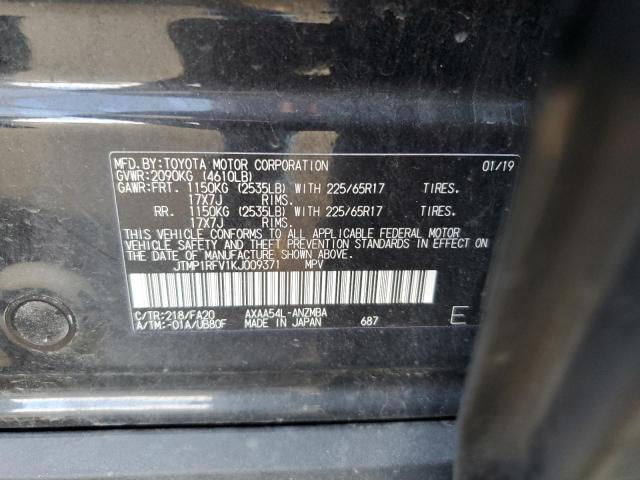 MFD.BY:TOYOTA MOTOR CORPORATION 01/19
GVWR:2090KG (4610LB)
GAWR:FRT. 1150KG (2535LB) WITH 225/65R17 TIRES.
17X7J RIMS.
RR. 1150KG (2535LB) WITH 225/65R17 TIRES.
17X7J RIMS.
THIS VEHICLE CONFORMS TO ALL APPLICABLE FEDERAL MOTOR
VEHICLE SAFETY AND THEFT PREVENTION STANDARDS IN EFFECT ON
THE DATE OF MANUFACTURE SHOWN ABOVE.
JTMP1RFV1KJ009371 MPV
C/TR:218/FA20 AXAA54L-ANZMBA
A/TM:-01A/UB80F MADE IN JAPAN 687 E